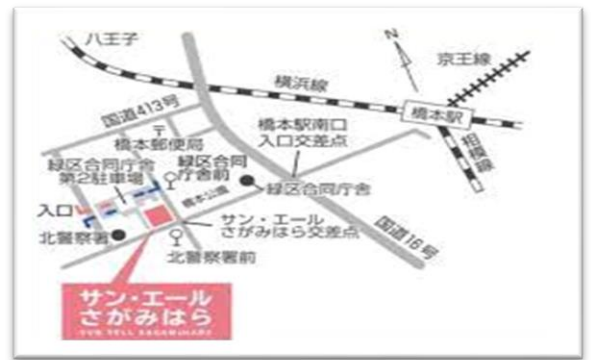 八王子
N
京王線
横浜線
橋本駅
相模線
国道413号
〒
橋本郵便局
橋本駅南口
入口交差点
緑区合同庁舎
第2駐車場
緑区合同
庁舎前
橋本公園
緑区合同庁舎
入口
北警察署
サン・エール
さがみはら交差点
北警察署前
国道16号
サン・エール
さがみはら
SUN YELL SAGAMIHARA